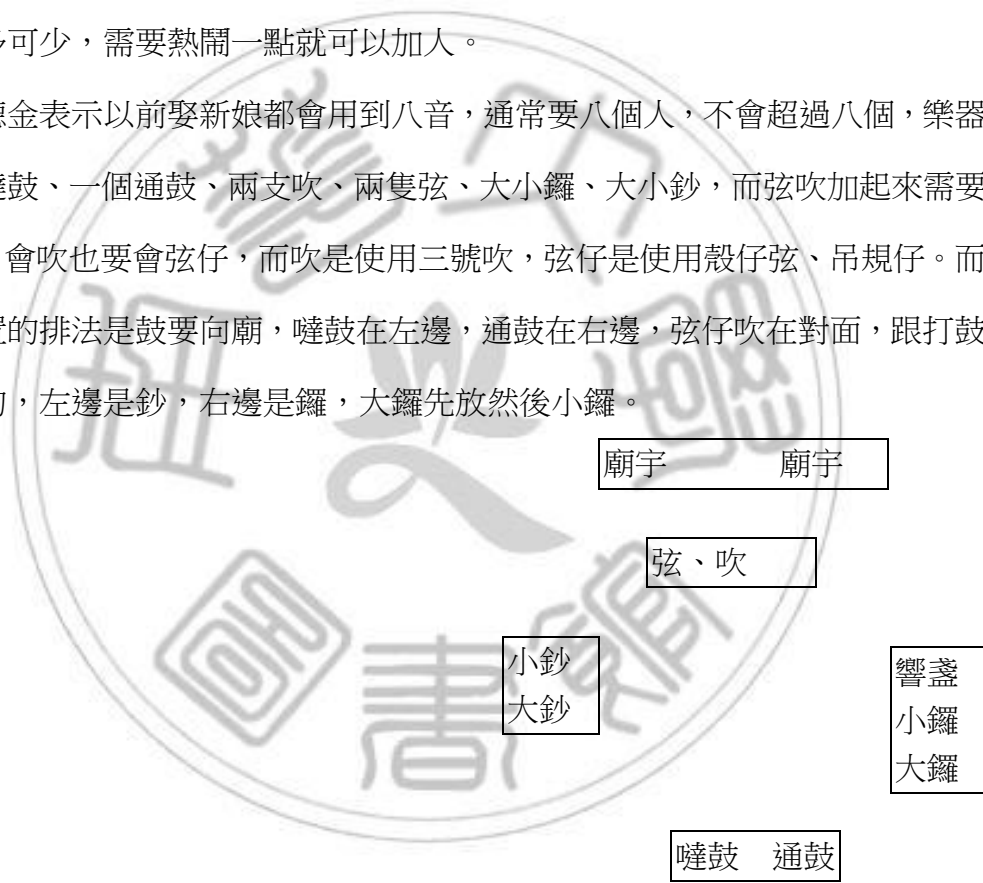 可少，需要熱鬧一點就可以加人。
金表示以前娶新娘都會用到八音，通常要八個人，不會超過八個，樂器
鼓、一個通鼓、兩支吹、兩隻弦、大小鑼、大小鈔，而弦吹加起來需要
會吹也要會弦仔，而吹是使用三號吹，弦仔是使用殼仔弦、吊規仔。而
的排法是鼓要向廟，噠鼓在左邊，通鼓在右邊，弦仔吹在對面，跟打鼓
，左邊是鈔，右邊是鑼，大鑼先放然後小鑼。
廟宇 廟宇
弦、吹
小鈔
大鈔
響盞
小鑼
大鑼
噠鼓 通鼓